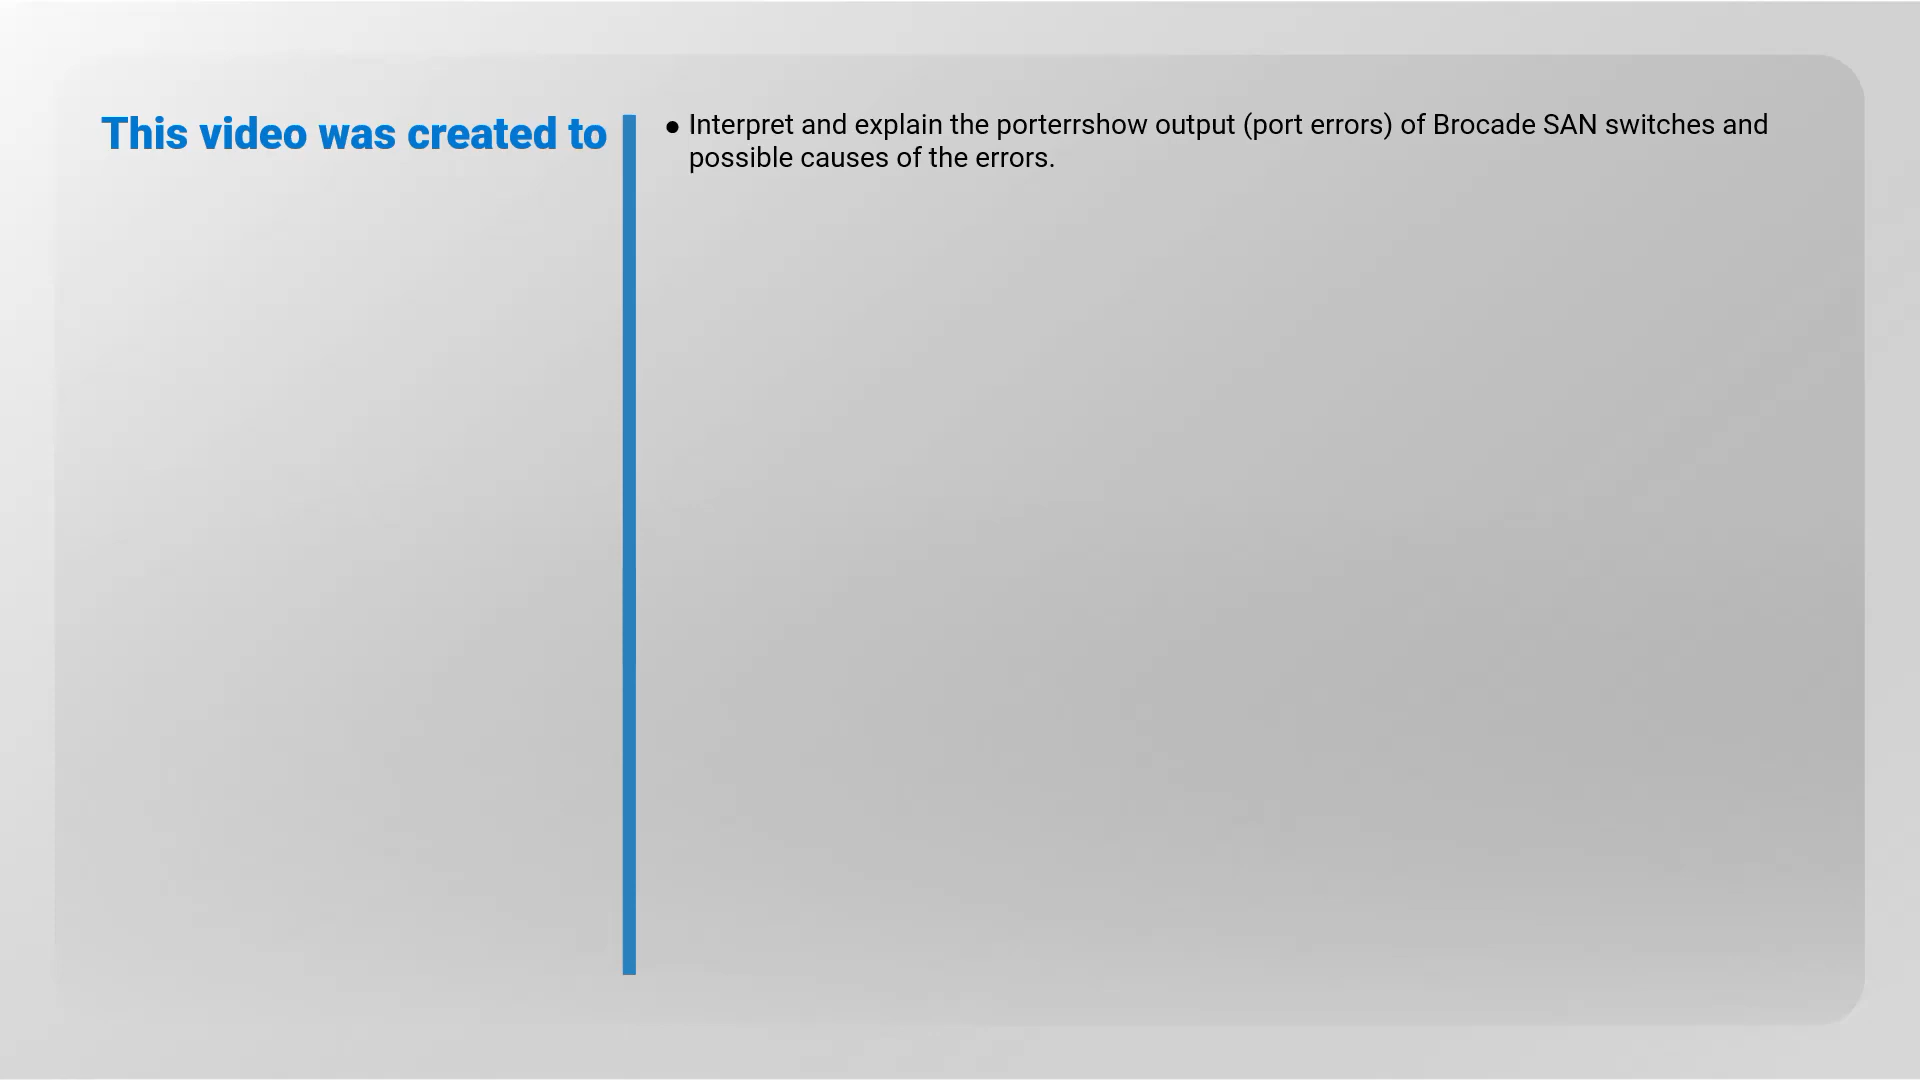 This video was created to
● Interpret and explain the porterrshow output (port errors) of Brocade SAN switches and
possible causes of the errors.